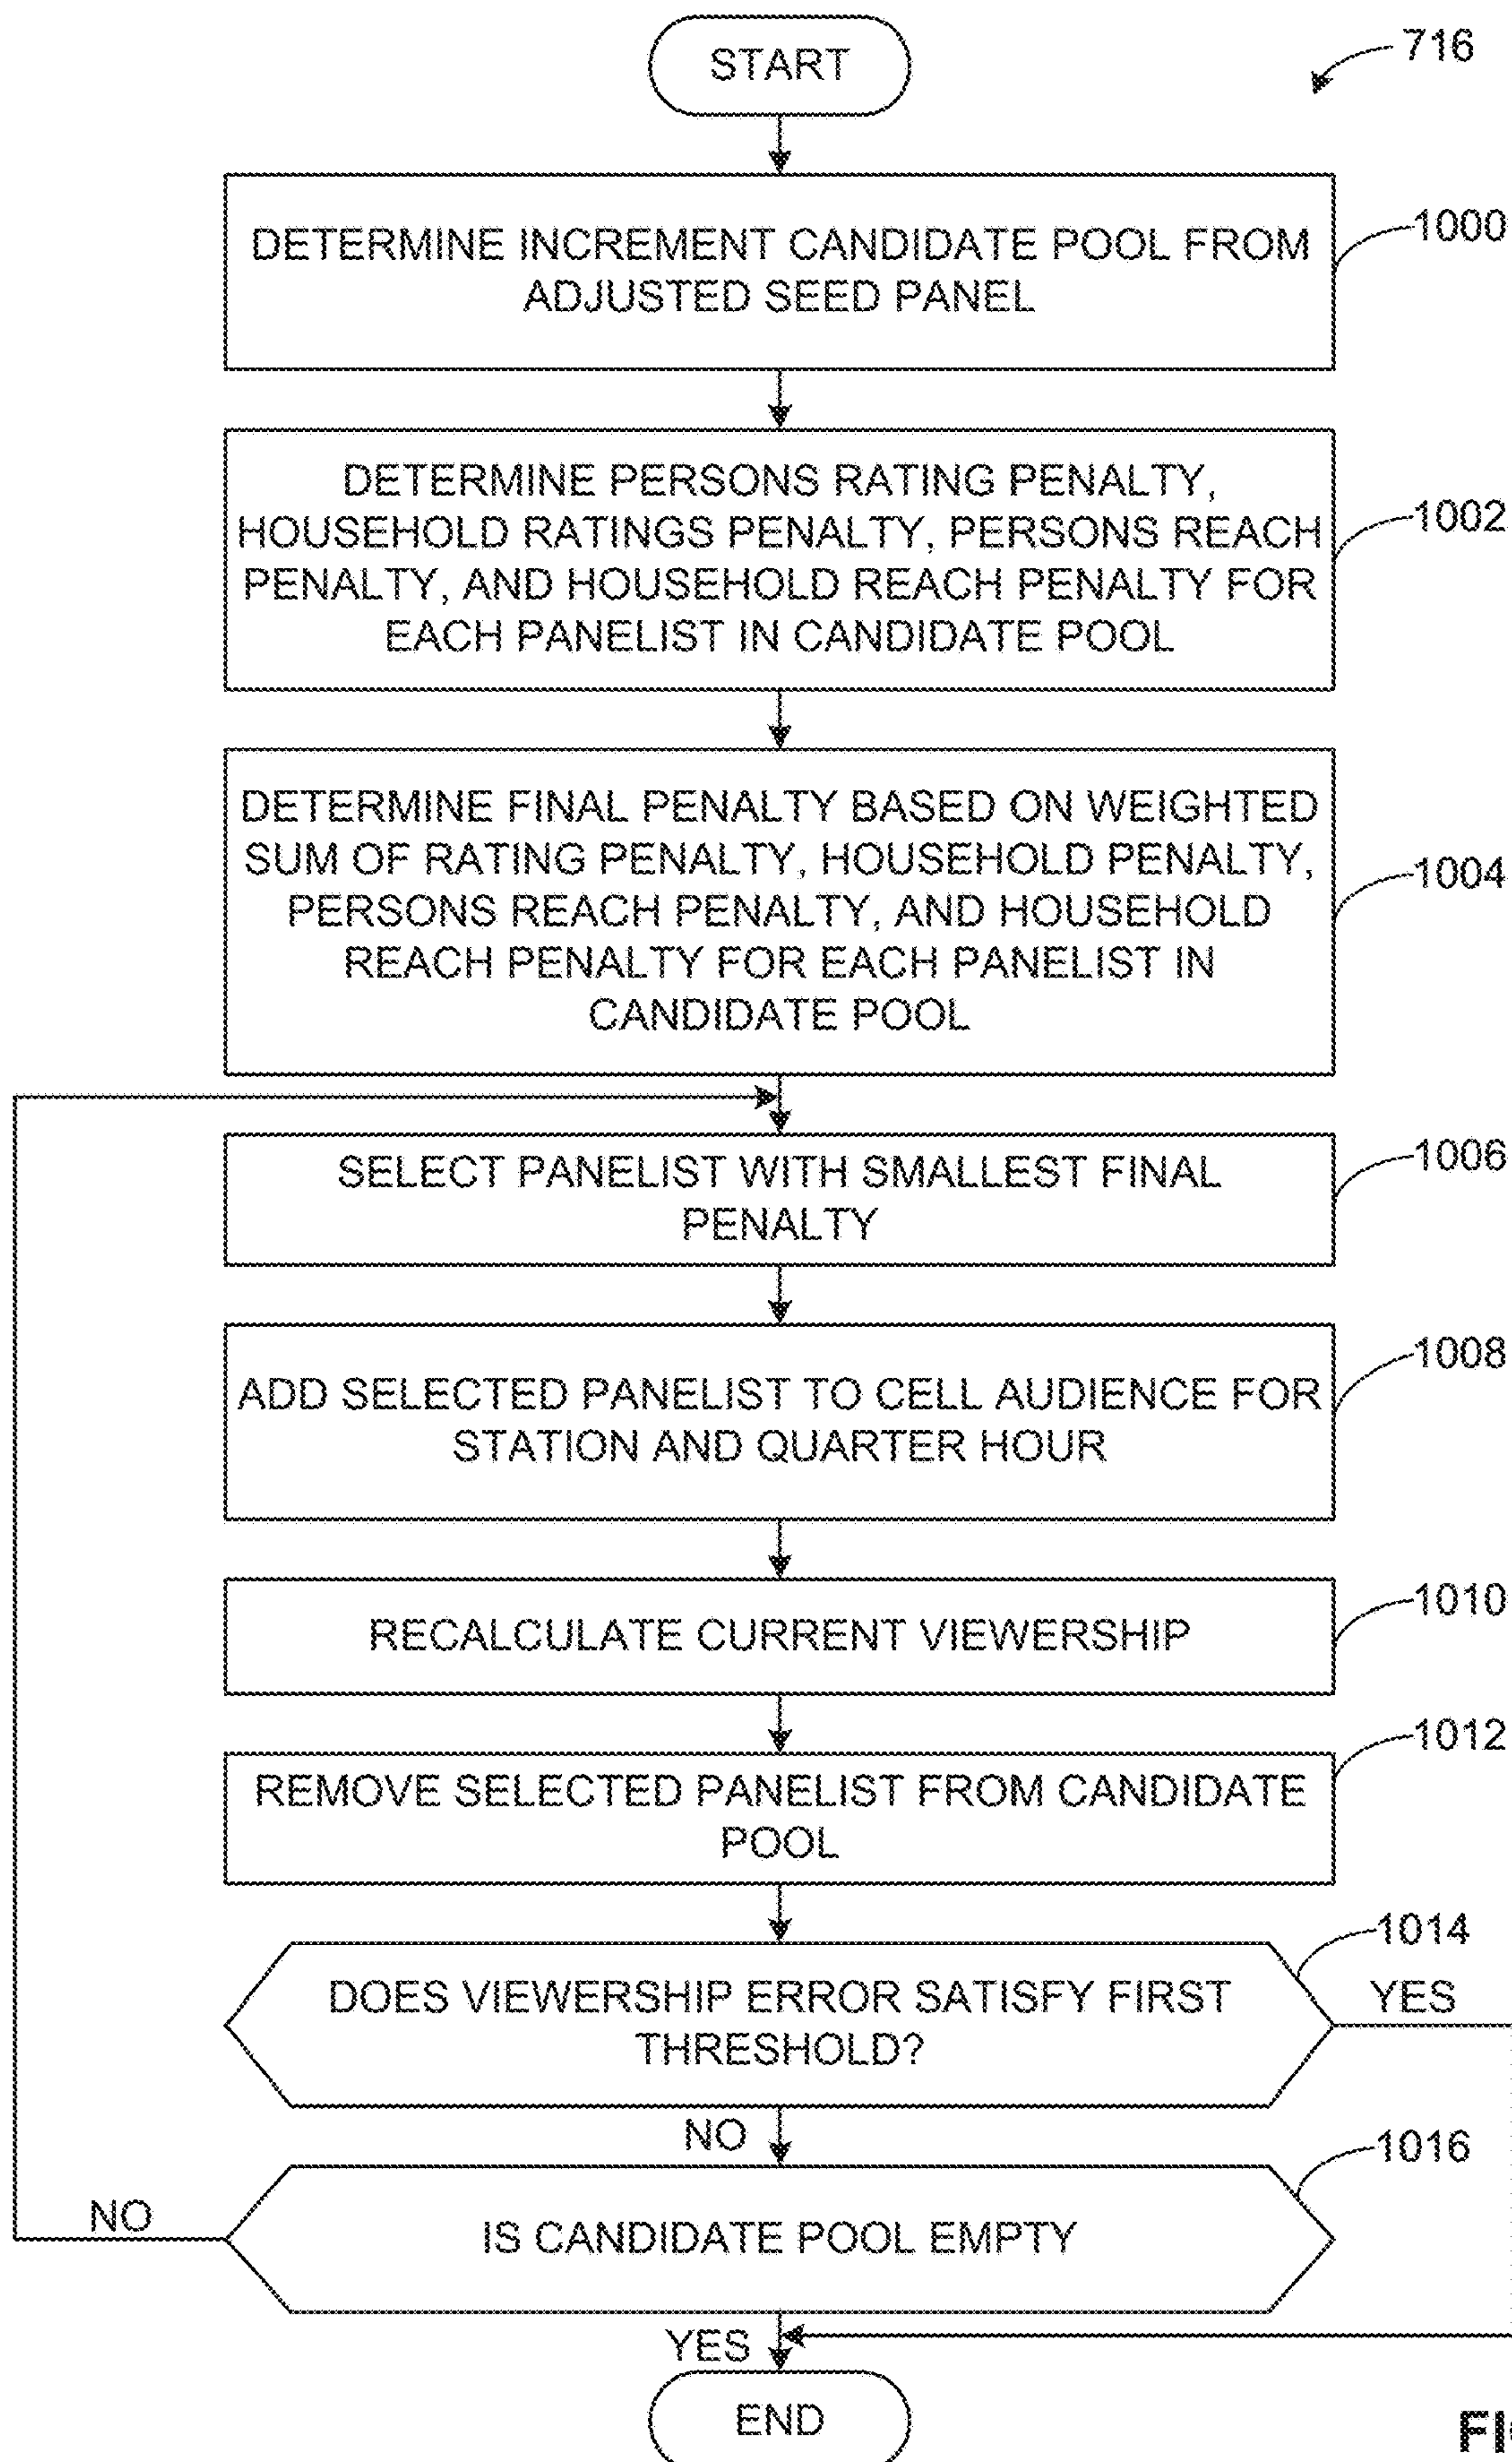 START
716
DETERMINE INCREMENT CANDIDATE POOL FROM
ADJUSTED SEED PANEL
1000
DETERMINE PERSONS RATING PENALTY,
HOUSEHOLD RATINGS PENALTY, PERSONS REACH
PENALTY, AND HOUSEHOLD REACH PENALTY FOR
EACH PANELIST IN CANDIDATE POOL
1002
DETERMINE FINAL PENALTY BASED ON WEIGHTED
SUM OF RATING PENALTY, HOUSEHOLD PENALTY,
PERSONS REACH PENALTY, AND HOUSEHOLD
REACH PENALTY FOR EACH PANELIST IN
CANDIDATE POOL
1004
SELECT PANELIST WITH SMALLEST FINAL
PENALTY
1006
ADD SELECTED PANELIST TO CELL AUDIENCE FOR
STATION AND QUARTER HOUR
1008
RECALCULATE CURRENT VIEWERSHIP
1010
REMOVE SELECTED PANELIST FROM CANDIDATE
POOL
1012
DOES VIEWERSHIP ERROR SATISFY FIRST
THRESHOLD?
1014
YES
NO
IS CANDIDATE POOL EMPTY
1016
NO
YES
END